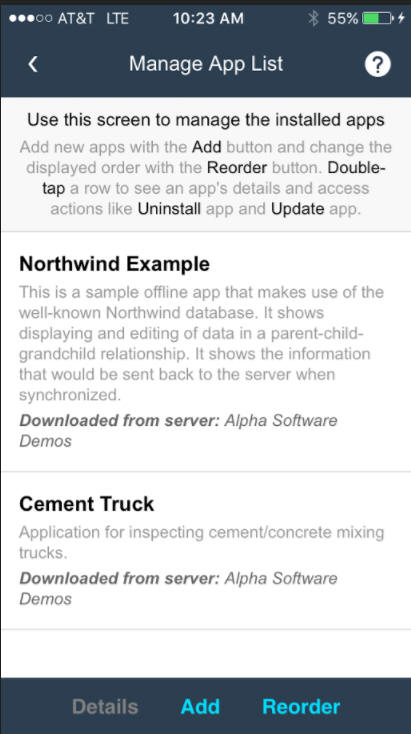 AT&T LTE 10:23 AM 55%
Manage App List ?
Use this screen to manage the installed apps
Add new apps with the Add button and change the
displayed order with the Reorder button. Double-
tap a row to see an app's details and access
actions like Uninstall app and Update app.
Northwind Example
This is a sample offline app that makes use of the
well-known Northwind database. It shows
displaying and editing of data in a parent-child-
grandchild relationship. It shows the information
that would be sent back to the server when
synchronized.
Downloaded from server: Alpha Software
Demos
Cement Truck
Application for inspecting cement/concrete mixing
trucks.
Downloaded from server: Alpha Software
Demos
Details Add Reorder